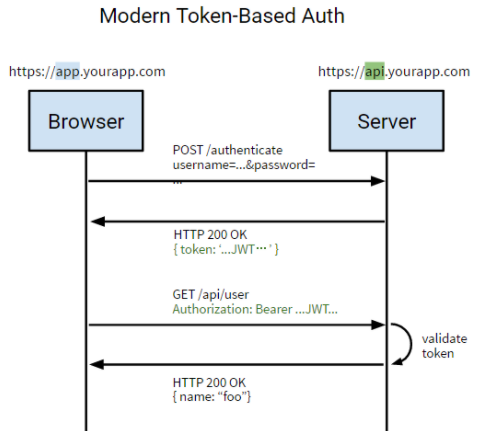 Modern Token-Based Auth
https://app.yourapp.com
https://api.yourapp.com
Browser
Server
POST /authenticate
username=...&password=
...
HTTP 200 OK
{ token: '...JWT…' }
GET /api/user
Authorization: Bearer ...JWT...
validate
token
HTTP 200 OK
{ name: “foo”}